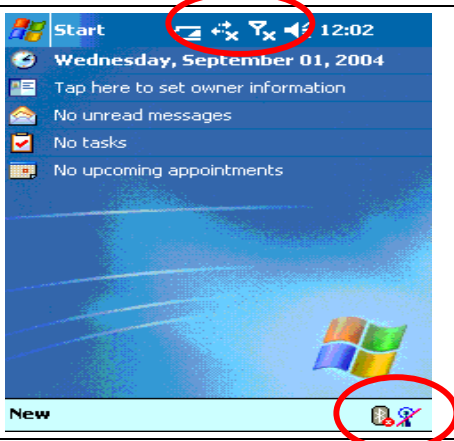 Start 12:02
Wednesday, September 01, 2004
Tap here to set owner information
No unread messages
No tasks
No upcoming appointments
New